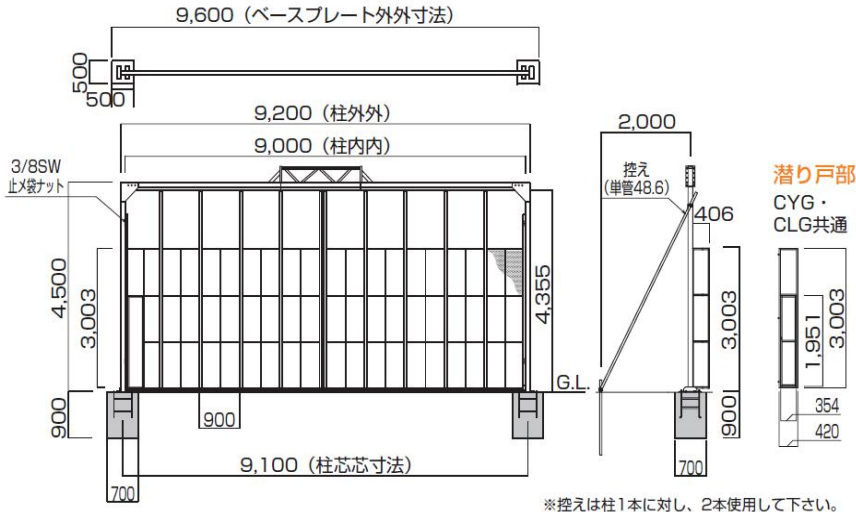 9,600（ベースプレート外外寸法）
500
500
9,200（柱外外）
9,000（柱内内）
3/8SW
止メ袋ナット
4,500
3,003
900
4,355
G.L.
900
9,100（柱芯芯寸法）
700
2,000
控え
（単管48.6）
406
3,003
900
700
潜り戸部
CYG・
CLG共通
1,951
3,003
354
420
※控えは柱1本に対し、2本使用して下さい。